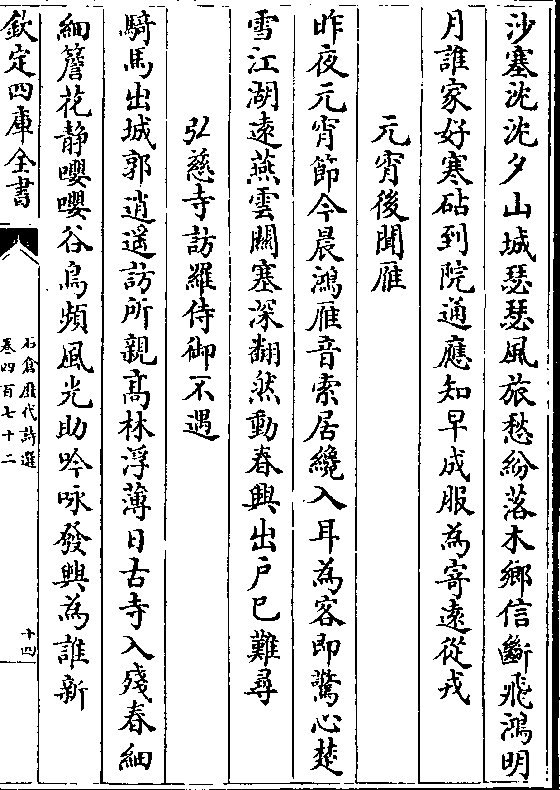 沙塞沈沈夕山城瑟瑟風旅愁紛落木鄉信斷飛鴻明
月誰家好寒砧到院通應知早成服為寄遠從戎
元宵後聞雁
昨夜元宵節今晨鴻雁音索居纔入耳為客即驚心楚
雪江湖遠燕雲關塞深翻然動春興出戶已難尋
弘慈寺訪羅侍御不遇
騎馬出城郭逍遥訪所親髙林浮薄日古寺入殘春細
細簷花静嚶嚶谷鳥頻風光助吟咏發興為誰新
欽定四庫全書
石倉歷代詩選
卷四百七十二
十四